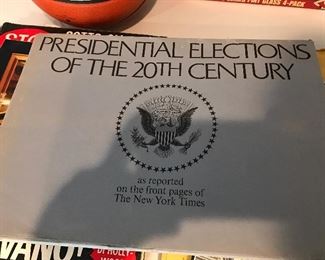 PRESIDENTIAL ELECTIONS
OF THE 20TH CENTURY
as reported
on the front pages of
The New York Times